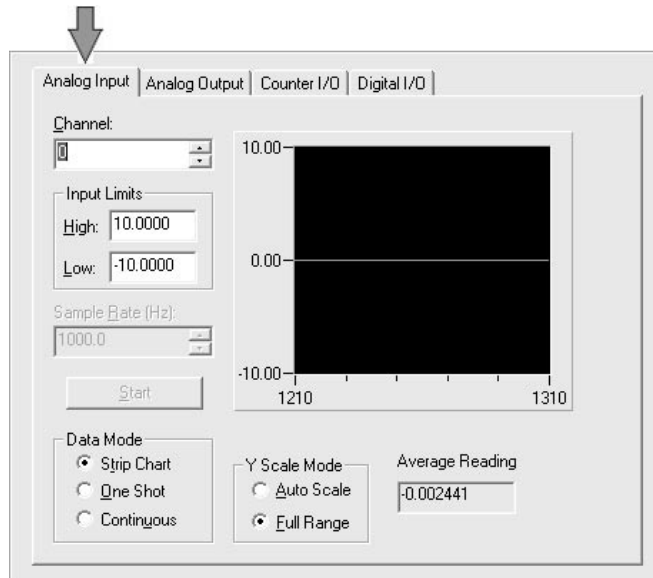 Analog Input Analog Output Counter I/O Digital I/O
Channel:
0
Input Limits
High: 10.0000
Low: -10.0000
Sample Rate (Hz):
1000.0
Start
10.00
0.00
-10.00
1210 1310
Data Mode
Strip Chart
One Shot
Continuous
Y Scale Mode
Auto Scale
Full Range
Average Reading
-0.002441